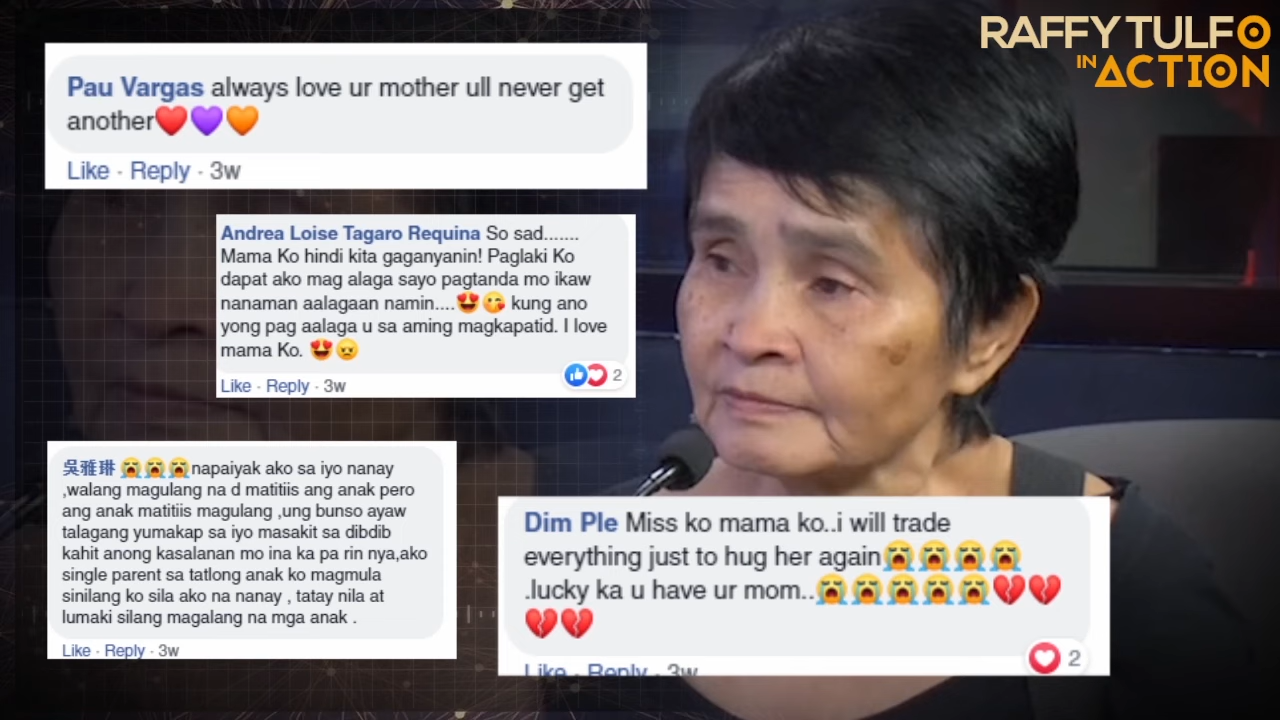 RAFFY TULFO
IN ACTION
Pau Vargas always love ur mother ull never get
another❤️💜🧡
Like · Reply · 3w
Andrea Loise Tagaro Requina So sad.......
Mama Ko hindi kita gaganyanin! Paglaki Ko
dapat ako mag alaga sayo pagtanda mo ikaw
nanaman aalagaan namin....😍😘 kung ano
yong pag aalaga u sa aming magkapatid. I love
mama Ko. 😍😠
Like · Reply · 3w
2
吳雅琳 😭😭😭napaiyak ako sa iyo nanay
,walang magulang na d matitiis ang anak pero
ang anak matitiis magulang ,ung bunso ayaw
talagang yumakap sa iyo masakit sa dibdib
kahit anong kasalanan mo ina ka pa rin nya,ako
single parent sa tatlong anak ko magmula
sinilang ko sila ako na nanay , tatay nila at
lumaki silang magalang na mga anak .
Like · Reply · 3w
Dim Ple Miss ko mama ko..i will trade
everything just to hug her again😭😭😭😭
.lucky ka u have ur mom..😭😭😭😭😭💔💔
💔💔
2
Like · Reply · 3w